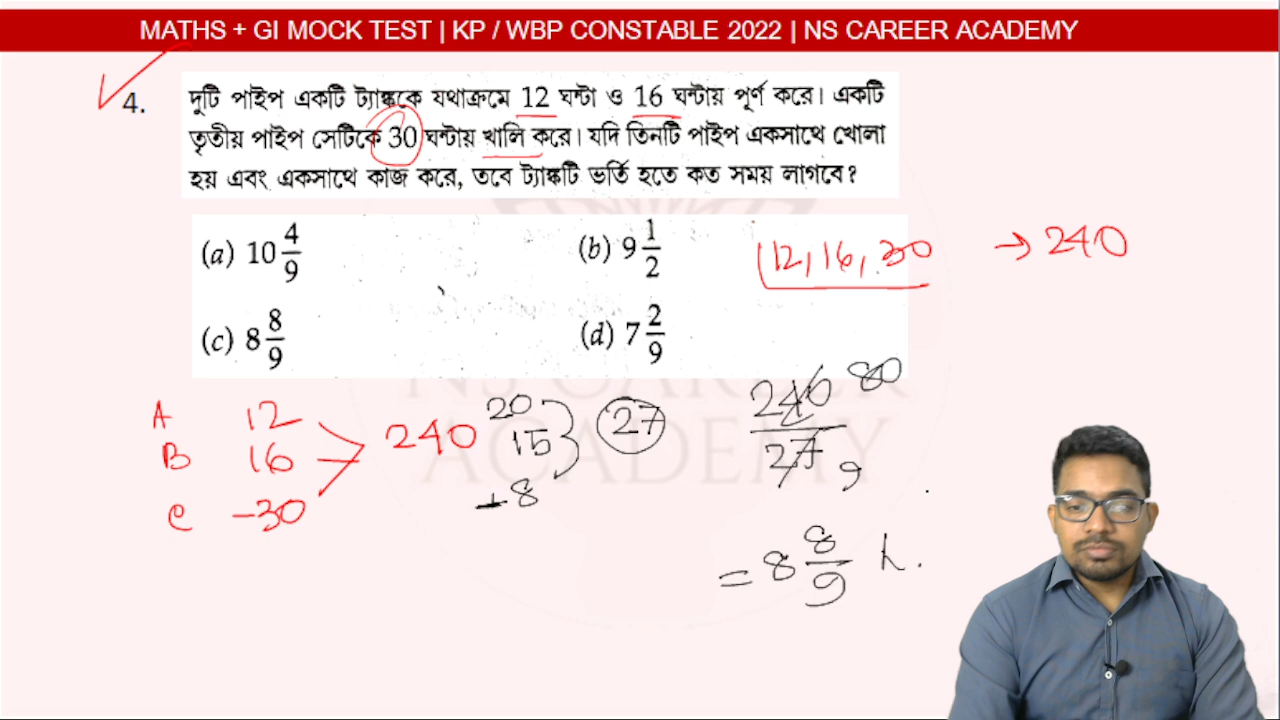 MATHS + GI MOCK TEST | KP / WBP CONSTABLE 2022 | NS CAREER ACADEMY
4. দুটি পাইপ একটি ট্যাঙ্ককে যথাক্রমে 12 ঘন্টা ও 16 ঘন্টায় পূর্ণ করে। একটি
তৃতীয় পাইপ সেটিকে 30 ঘন্টায় খালি করে। যদি তিনটি পাইপ একসাথে খোলা
হয় এবং একসাথে কাজ করে, তবে ট্যাঙ্কটি ভর্তি হতে কত সময় লাগবে?
(a) 10 4/9 (b) 9 1/2
12, 16, 30 → 240
(c) 8 8/9 (d) 7 2/9
NS CAREER
ACADEMY
A 12
B 16
C -30
240
20
15
-8
27
240 80
27 9
= 8 8/9 h.